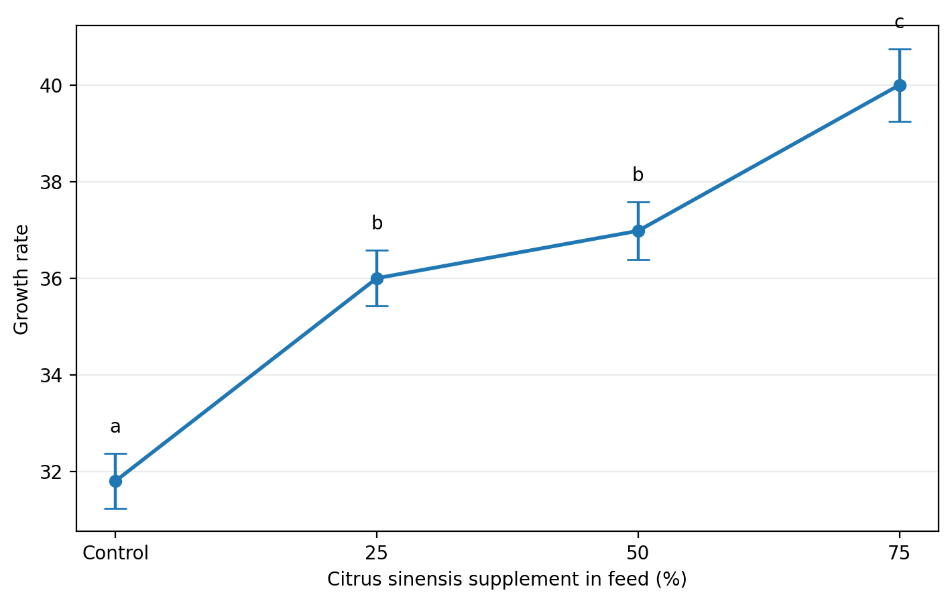 c
40
38
b
b
Growth rate
36
34
a
32
Control 25 50 75
Citrus sinensis supplement in feed (%)